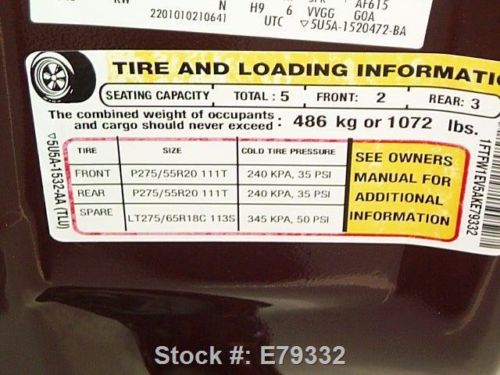 RW N H9 6 VVGG AF615
2201010210641 UTC G0A
▽5U5A-1520472-BA
TIRE AND LOADING INFORMATIO
SEATING CAPACITY TOTAL : 5 FRONT: 2 REAR: 3
The combined weight of occupants
and cargo should never exceed : 486 kg or 1072 lbs.
TIRE SIZE COLD TIRE PRESSURE
FRONT P275/55R20 111T 240 KPA, 35 PSI
REAR P275/55R20 111T 240 KPA, 35 PSI
SPARE LT275/65R18C 113S 345 KPA, 50 PSI
SEE OWNERS
MANUAL FOR
ADDITIONAL
INFORMATION
▽5U5A-1532-AA (TLU)
1FTFW1EV5AKE79332
Stock #: E79332